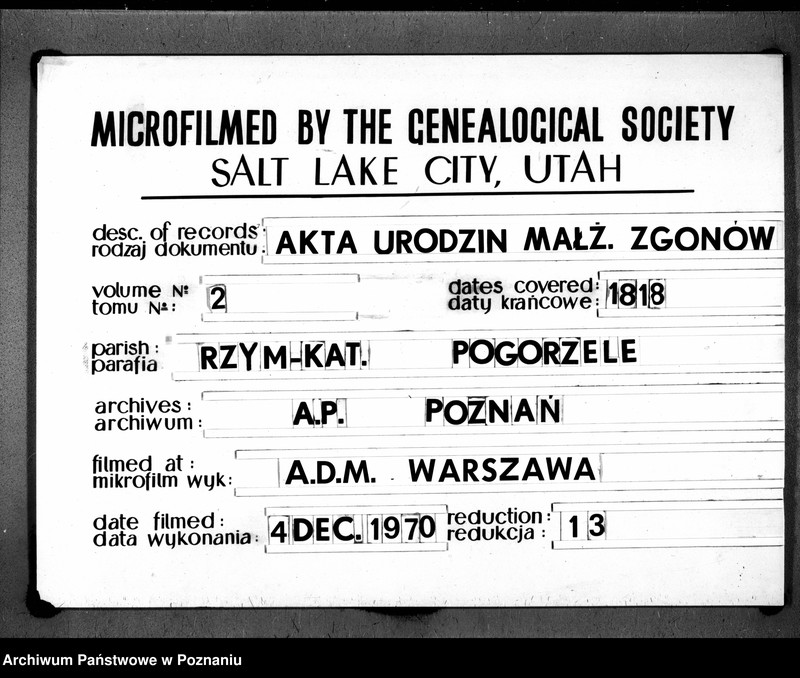 MICROFILMED BY THE GENEALOGICAL SOCIETY
SALT LAKE CITY, UTAH
desc. of records:
rodzaj dokumentu: AKTA URODZIN MAŁŻ. ZGONÓW
volume Nº
tomu Nº: 2
dates covered:
daty krańcowe: 1818
parish:
parafia RZYM-KAT. POGORZELE
archives:
archiwum: A.P. POZNAŃ
filmed at:
mikrofilm wyk: A.D.M. WARSZAWA
date filmed:
data wykonania: 4 DEC. 1970
reduction:
redukcja: 13
Archiwum Państwowe w Poznaniu